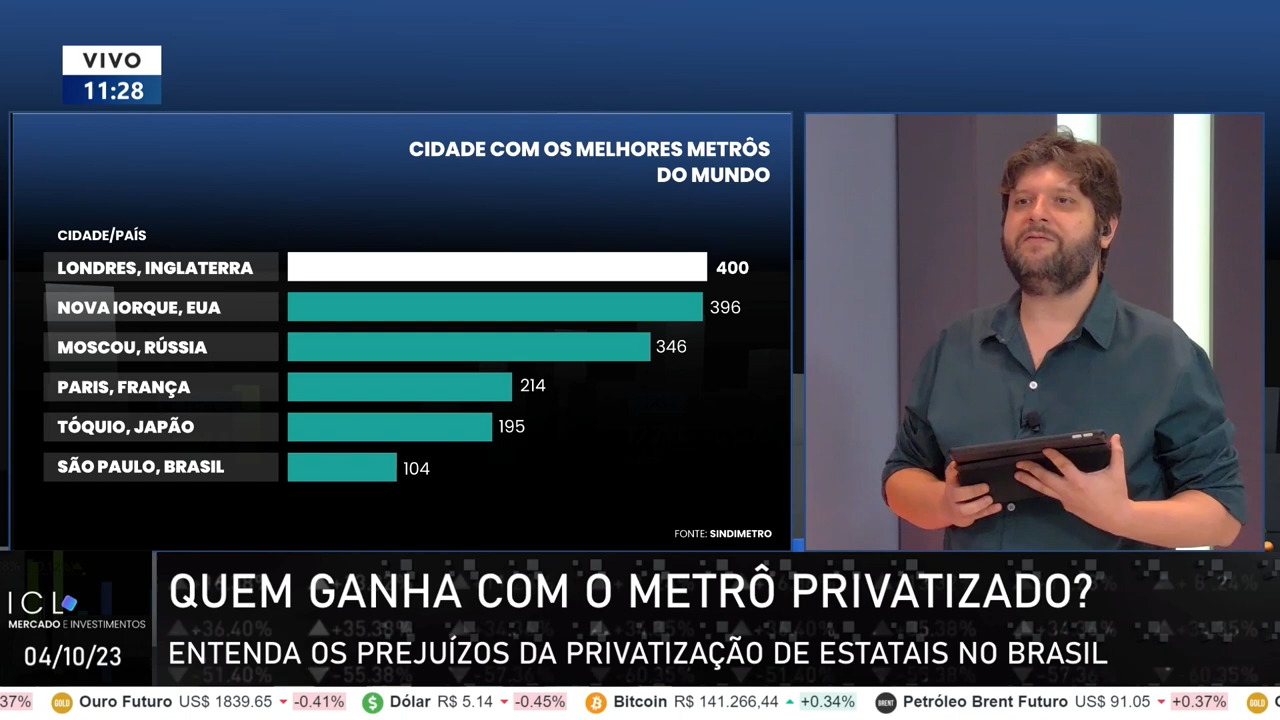 VIVO
11:28
CIDADE COM OS MELHORES METRÔS
DO MUNDO
CIDADE/PAÍS
LONDRES, INGLATERRA 400
NOVA IORQUE, EUA 396
MOSCOU, RÚSSIA 346
PARIS, FRANÇA 214
TÓQUIO, JAPÃO 195
SÃO PAULO, BRASIL 104
FONTE: SINDIMETRO
ICL
MERCADO E INVESTIMENTOS
04/10/23
QUEM GANHA COM O METRÔ PRIVATIZADO?
ENTENDA OS PREJUÍZOS DA PRIVATIZAÇÃO DE ESTATAIS NO BRASIL
37% GOLD Ouro Futuro US$ 1839.65 -0.41% $ Dólar R$ 5.14 -0.45% Bitcoin R$ 141.266,44 +0.34% BRENT Petróleo Brent Futuro US$ 91.05 +0.37% GOLD